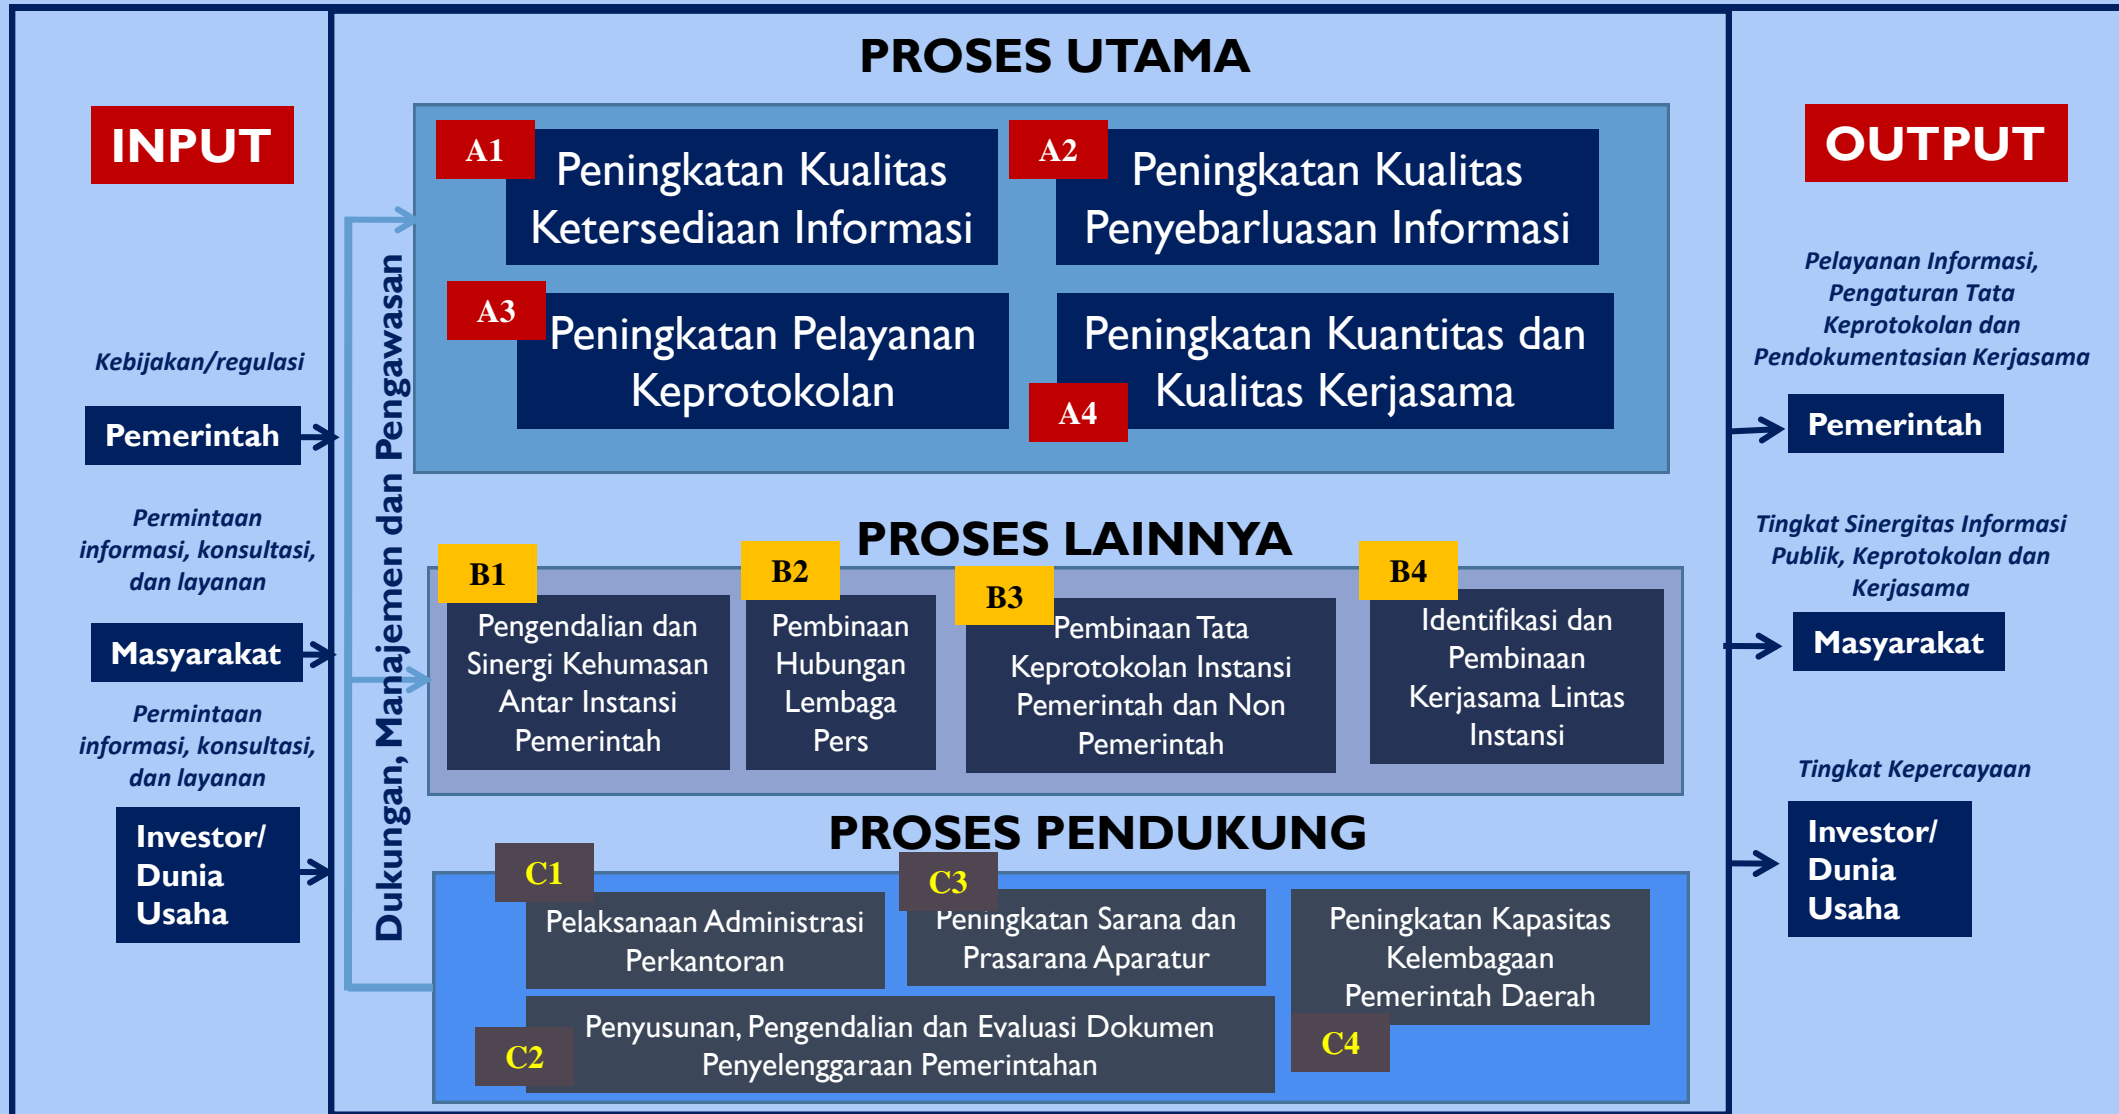 PROSES UTAMA
INPUT
Kebijakan/regulasi
Pemerintah
Permintaan
informasi, konsultasi,
dan layanan
Masyarakat
Permintaan
informasi, konsultasi,
dan layanan
Investor/
Dunia
Usaha
Dukungan, Manajemen dan Pengawasan
A1
Peningkatan Kualitas
Ketersediaan Informasi
A2
Peningkatan Kualitas
Penyebarluasan Informasi
A3
Peningkatan Pelayanan
Keprotokolan
Peningkatan Kuantitas dan
Kualitas Kerjasama
A4
PROSES LAINNYA
B1
Pengendalian dan
Sinergi Kehumasan
Antar Instansi
Pemerintah
B2
Pembinaan
Hubungan
Lembaga
Pers
B3
Pembinaan Tata
Keprotokolan Instansi
Pemerintah dan Non
Pemerintah
B4
Identifikasi dan
Pembinaan
Kerjasama Lintas
Instansi
PROSES PENDUKUNG
C1
Pelaksanaan Administrasi
Perkantoran
C3
Peningkatan Sarana dan
Prasarana Aparatur
Peningkatan Kapasitas
Kelembagaan
Pemerintah Daerah
C4
C2
Penyusunan, Pengendalian dan Evaluasi Dokumen
Penyelenggaraan Pemerintahan
OUTPUT
Pelayanan Informasi,
Pengaturan Tata
Keprotokolan dan
Pendokumentasian Kerjasama
Pemerintah
Tingkat Sinergitas Informasi
Publik, Keprotokolan dan
Kerjasama
Masyarakat
Tingkat Kepercayaan
Investor/
Dunia
Usaha